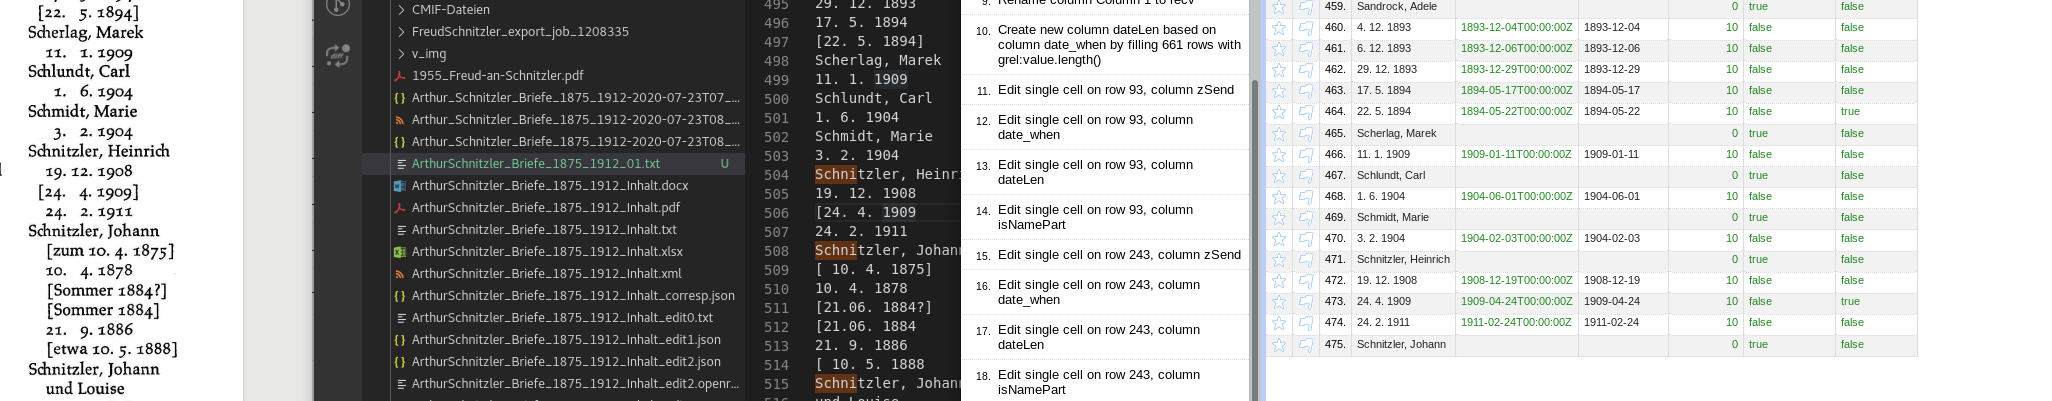 [22. 5. 1894]
Scherlag, Marek
11. 1. 1909
Schlundt, Carl
1. 6. 1904
Schmidt, Marie
3. 2. 1904
Schnitzler, Heinrich
19. 12. 1908
[24. 4. 1909]
24. 2. 1911
Schnitzler, Johann
[zum 10. 4. 1875]
10. 4. 1878
[Sommer 1884?]
[Sommer 1884]
21. 9. 1886
[etwa 10. 5. 1888]
Schnitzler, Johann
und Louise
CMIF-Dateien
FreudSchnitzler_export_job_1208335
v_img
1955_Freud-an-Schnitzler.pdf
Arthur_Schnitzler_Briefe_1875_1912-2020-07-23T07_...
Arthur_Schnitzler_Briefe_1875_1912-2020-07-23T08_...
Arthur_Schnitzler_Briefe_1875_1912-2020-07-23T08_...
ArthurSchnitzler_Briefe_1875_1912_01.txt U
ArthurSchnitzler_Briefe_1875_1912_Inhalt.docx
ArthurSchnitzler_Briefe_1875_1912_Inhalt.pdf
ArthurSchnitzler_Briefe_1875_1912_Inhalt.txt
ArthurSchnitzler_Briefe_1875_1912_Inhalt.xlsx
ArthurSchnitzler_Briefe_1875_1912_Inhalt.xml
ArthurSchnitzler_Briefe_1875_1912_Inhalt_corresp.json
ArthurSchnitzler_Briefe_1875_1912_Inhalt_edit0.txt
ArthurSchnitzler_Briefe_1875_1912_Inhalt_edit1.json
ArthurSchnitzler_Briefe_1875_1912_Inhalt_edit2.json
ArthurSchnitzler_Briefe_1875_1912_Inhalt_edit2.openr...
495 29. 12. 1893
496 17. 5. 1894
497 [22. 5. 1894]
498 Scherlag, Marek
499 11. 1. 1909
500 Schlundt, Carl
501 1. 6. 1904
502 Schmidt, Marie
503 3. 2. 1904
504 Schnitzler, Heinri
505 19. 12. 1908
506 [24. 4. 1909
507 24. 2. 1911
508 Schnitzler, Johann
509 [ 10. 4. 1875]
510 10. 4. 1878
511 [21.06. 1884?]
512 [21.06. 1884
513 21. 9. 1886
514 [ 10. 5. 1888
515 Schnitzler, Johann
516 und Louise
9. Rename column Column 1 to recv
10. Create new column dateLen based on
column date_when by filling 661 rows with
grel:value.length()
11. Edit single cell on row 93, column zSend
12. Edit single cell on row 93, column
date_when
13. Edit single cell on row 93, column
dateLen
14. Edit single cell on row 93, column
isNamePart
15. Edit single cell on row 243, column zSend
16. Edit single cell on row 243, column
date_when
17. Edit single cell on row 243, column
dateLen
18. Edit single cell on row 243, column
isNamePart
459. Sandrock, Adele 0 true false
460. 4. 12. 1893 1893-12-04T00:00:00Z 1893-12-04 10 false false
461. 6. 12. 1893 1893-12-06T00:00:00Z 1893-12-06 10 false false
462. 29. 12. 1893 1893-12-29T00:00:00Z 1893-12-29 10 false false
463. 17. 5. 1894 1894-05-17T00:00:00Z 1894-05-17 10 false false
464. 22. 5. 1894 1894-05-22T00:00:00Z 1894-05-22 10 false true
465. Scherlag, Marek 0 true false
466. 11. 1. 1909 1909-01-11T00:00:00Z 1909-01-11 10 false false
467. Schlundt, Carl 0 true false
468. 1. 6. 1904 1904-06-01T00:00:00Z 1904-06-01 10 false false
469. Schmidt, Marie 0 true false
470. 3. 2. 1904 1904-02-03T00:00:00Z 1904-02-03 10 false false
471. Schnitzler, Heinrich 0 true false
472. 19. 12. 1908 1908-12-19T00:00:00Z 1908-12-19 10 false false
473. 24. 4. 1909 1909-04-24T00:00:00Z 1909-04-24 10 false true
474. 24. 2. 1911 1911-02-24T00:00:00Z 1911-02-24 10 false false
475. Schnitzler, Johann 0 true false